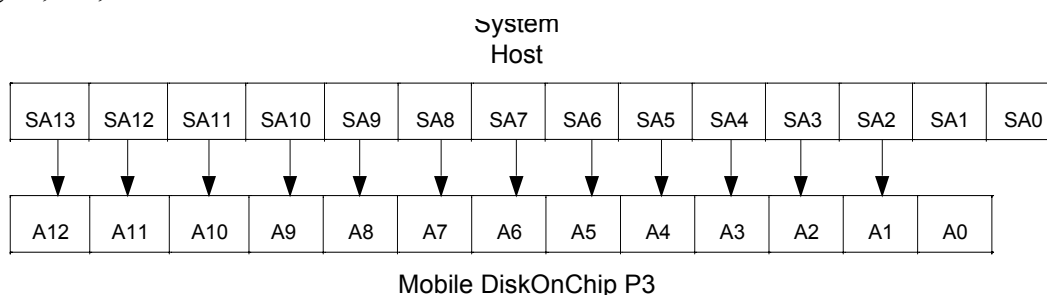 System
Host
SA13 SA12 SA11 SA10 SA9 SA8 SA7 SA6 SA5 SA4 SA3 SA2 SA1 SA0
A12 A11 A10 A9 A8 A7 A6 A5 A4 A3 A2 A1 A0
Mobile DiskOnChip P3